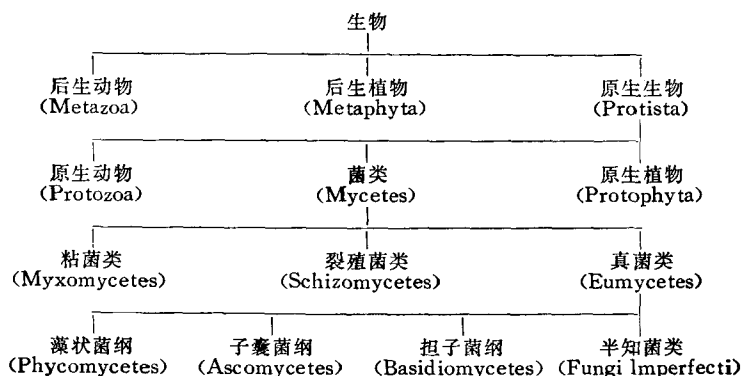 生物
后生动物 后生植物 原生生物
(Metazoa) (Metaphyta) (Protista)
原生动物 菌类 原生植物
(Protozoa) (Mycetes) (Protophyta)
粘菌类 裂殖菌类 真菌类
(Myxomycetes) (Schizomycetes) (Eumycetes)
藻状菌纲 子囊菌纲 担子菌纲 半知菌类
(Phycomycetes) (Ascomycetes) (Basidiomycetes) (Fungi Imperfecti)